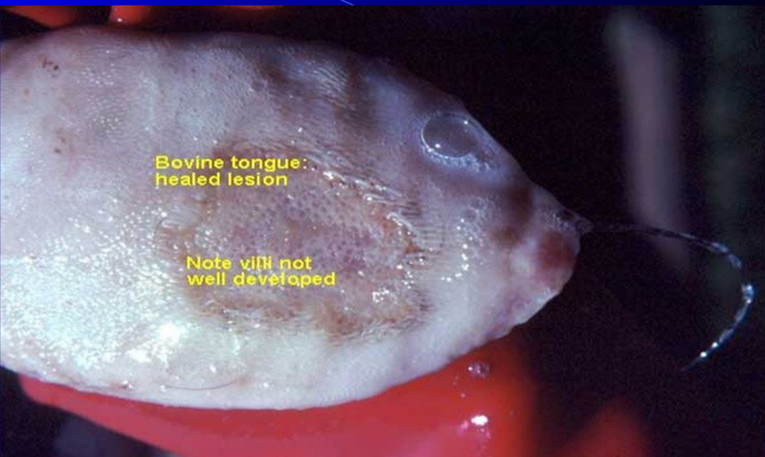 Bovine tongue:
healed lesion
Note villi not
well developed